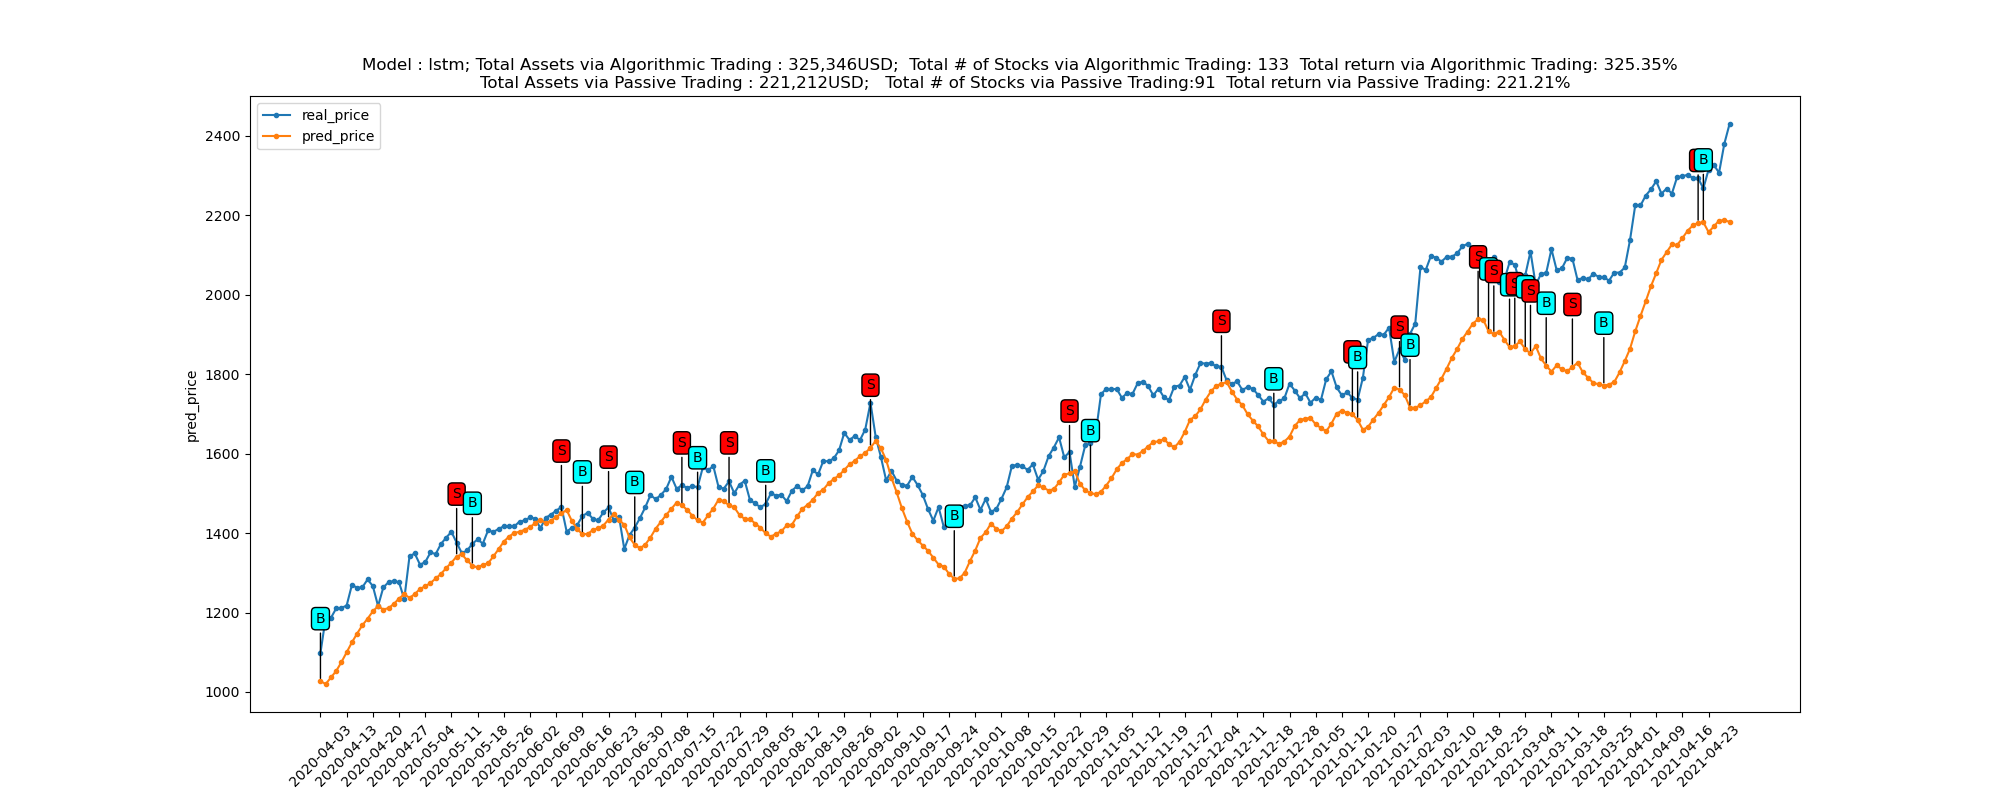 Model : lstm; Total Assets via Algorithmic Trading : 325,346USD;  Total # of Stocks via Algorithmic Trading: 133  Total return via Algorithmic Trading: 325.35%
Total Assets via Passive Trading : 221,212USD;   Total # of Stocks via Passive Trading:91  Total return via Passive Trading: 221.21%
real_price
pred_price
pred_price
2400
2200
2000
1800
1600
1400
1200
1000
B
S
B
S
B
S
B
S
B
S
B
S
B
S
B
S
B
S
B
S
B
S
B
S
B
S
B
S
B
S
B
2020-04-03
2020-04-13
2020-04-20
2020-04-27
2020-05-04
2020-05-11
2020-05-18
2020-05-26
2020-06-02
2020-06-09
2020-06-16
2020-06-23
2020-06-30
2020-07-08
2020-07-15
2020-07-22
2020-07-29
2020-08-05
2020-08-12
2020-08-19
2020-08-26
2020-09-02
2020-09-10
2020-09-17
2020-09-24
2020-10-01
2020-10-08
2020-10-15
2020-10-22
2020-10-29
2020-11-05
2020-11-12
2020-11-19
2020-11-27
2020-12-04
2020-12-11
2020-12-18
2020-12-28
2021-01-05
2021-01-12
2021-01-20
2021-01-27
2021-02-03
2021-02-10
2021-02-18
2021-02-25
2021-03-04
2021-03-11
2021-03-18
2021-03-25
2021-04-01
2021-04-09
2021-04-16
2021-04-23